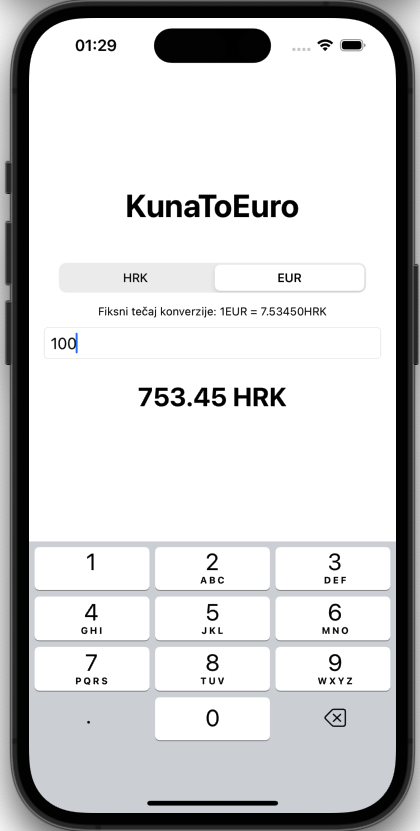 01:29
KunaToEuro
HRK EUR
Fiksni tečaj konverzije: 1EUR = 7.53450HRK
100
753.45 HRK
1 2 3
ABC DEF
4 5 6
GHI JKL MNO
7 8 9
PQRS TUV WXYZ
. 0